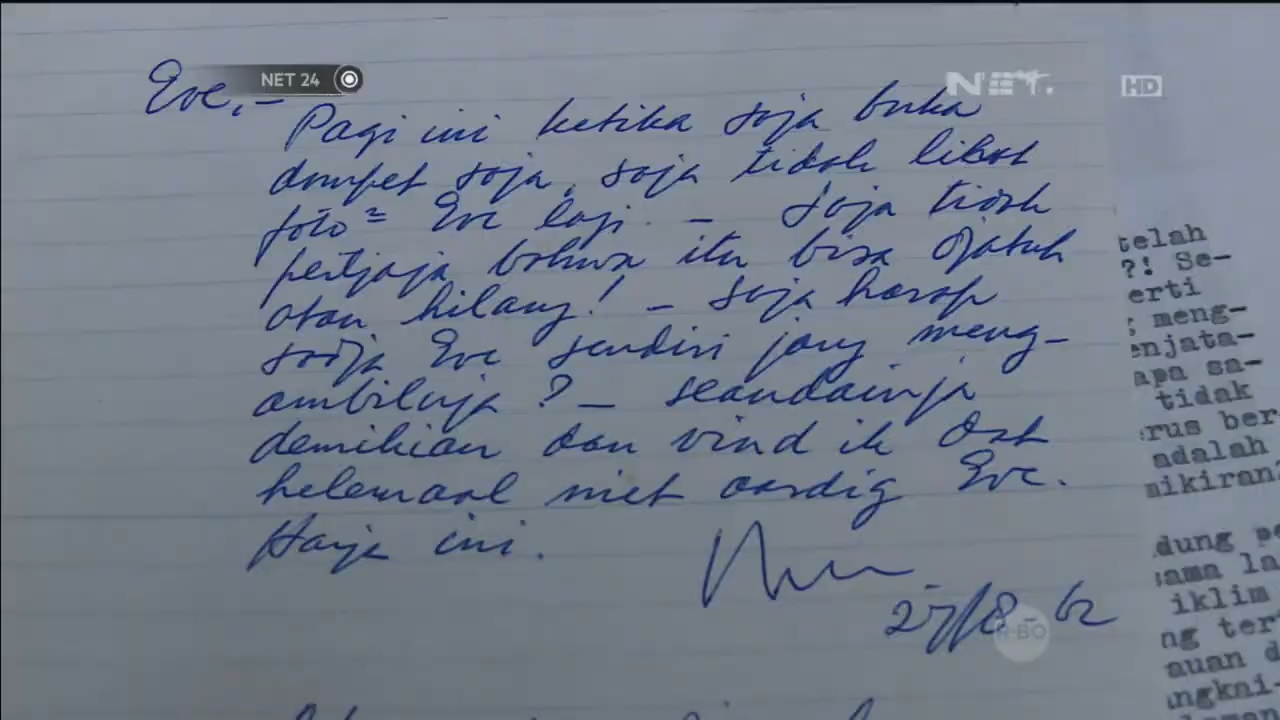 NET 24
NET.
HD
Eve,-
Pagi ini ketika saja buka
dompet saja, saja tidak lihat
foto² Eve lagi. — Saja tidak
pertjaja bahwa itu bisa djatuh
atau hilang! — Saja harap
sadja Eve sendiri jang meng-
ambilnja? — seandainja
demikian dan vind ik dat
helemaal niet aardig Eve.
Hanja ini.
27/8-62
R-BO
telah
?! Se-
erti
meng-
enjata-
apa sa-
tidak
rus ber
adalah
mikiran
dung se
sama la
iklim
ng ter
auan d
ngkai-